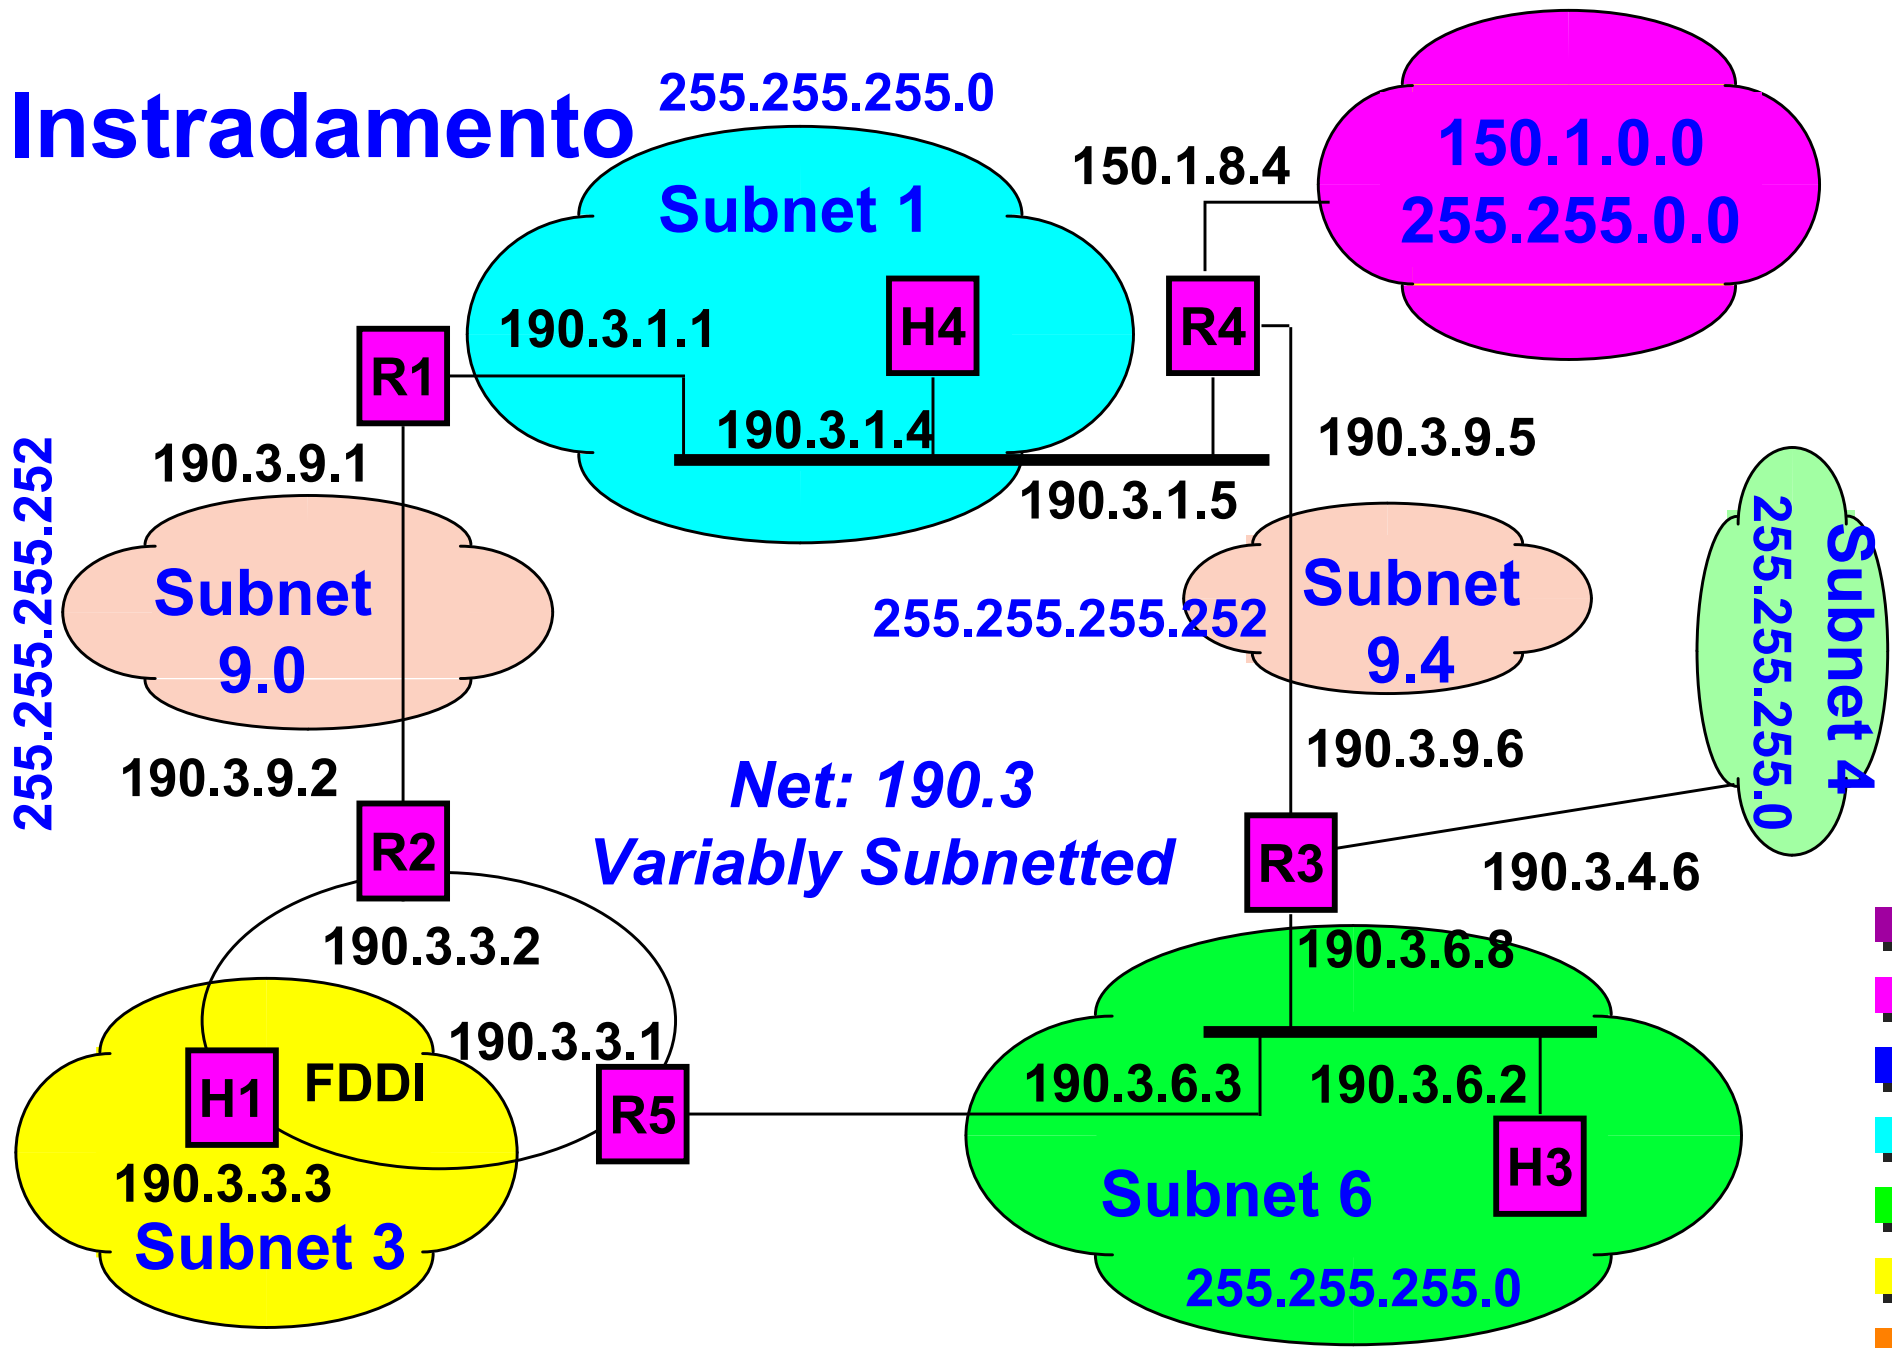 Instradamento
255.255.255.0
Subnet 1
150.1.8.4
150.1.0.0
255.255.0.0
190.3.1.1
H4
R4
R1
190.3.1.4
190.3.9.5
190.3.9.1
190.3.1.5
255.255.255.252
Subnet
9.0
255.255.255.252
Subnet
9.4
Subnet 4
255.255.255.0
190.3.9.2
Net: 190.3
Variably Subnetted
190.3.9.6
R2
R3
190.3.4.6
190.3.3.2
190.3.6.8
190.3.3.1
H1
FDDI
R5
190.3.6.3
190.3.6.2
H3
190.3.3.3
Subnet 3
Subnet 6
255.255.255.0